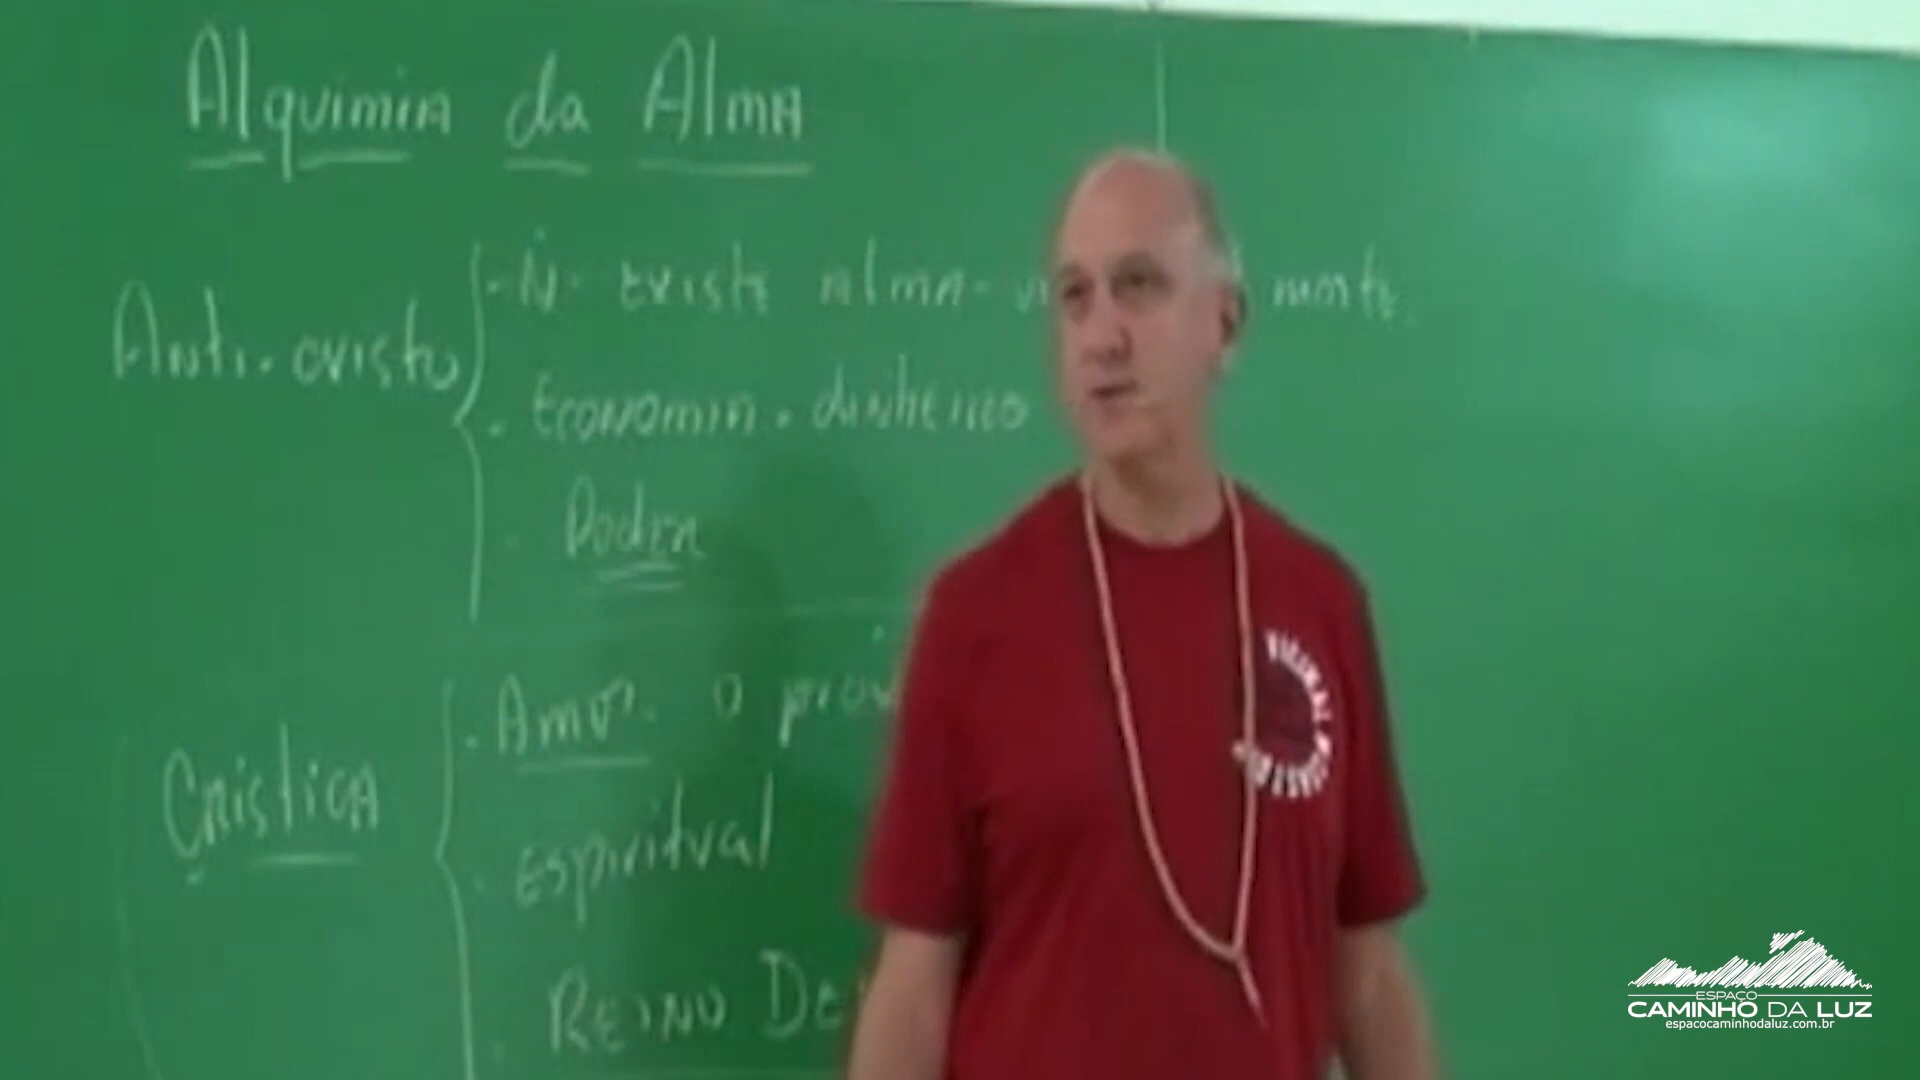 Alquimia da Alma
Anti-cristo
- Ñ existe alma - mente.
. Economia . dinheiro
. Poder
Crística
. Amor. o
. espiritual
. REINO
ESPAÇO
CAMINHO DA LUZ
espacocaminhodaluz.com.br